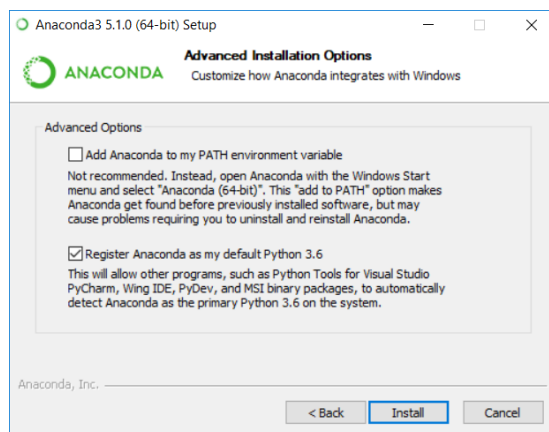 Anaconda3 5.1.0 (64-bit) Setup
ANACONDA
Advanced Installation Options
Customize how Anaconda integrates with Windows
Advanced Options
Add Anaconda to my PATH environment variable
Not recommended. Instead, open Anaconda with the Windows Start
menu and select "Anaconda (64-bit)". This "add to PATH" option makes
Anaconda get found before previously installed software, but may
cause problems requiring you to uninstall and reinstall Anaconda.
Register Anaconda as my default Python 3.6
This will allow other programs, such as Python Tools for Visual Studio
PyCharm, Wing IDE, PyDev, and MSI binary packages, to automatically
detect Anaconda as the primary Python 3.6 on the system.
Anaconda, Inc.
< Back Install Cancel